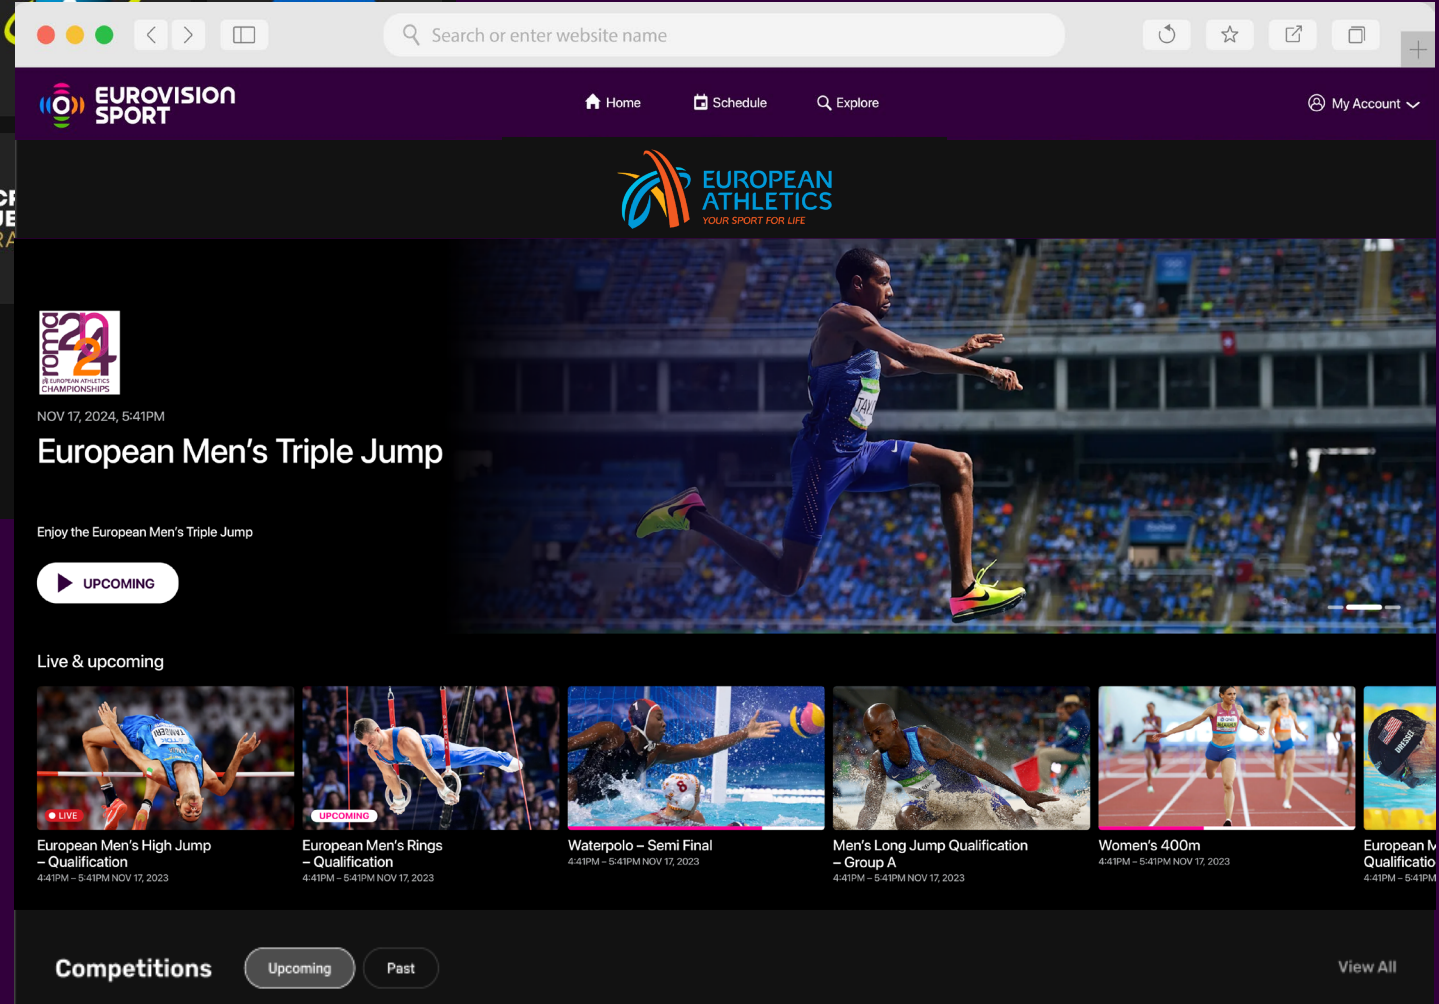 Search or enter website name
EUROVISION
SPORT
Home
Schedule
Explore
My Account
EUROPEAN
ATHLETICS
YOUR SPORT FOR LIFE
roma
2024
EUROPEAN ATHLETICS
CHAMPIONSHIPS
NOV 17, 2024, 5:41PM
European Men's Triple Jump
Enjoy the European Men's Triple Jump
UPCOMING
Live & upcoming
LIVE
UPCOMING
8
DRESSEL
European Men's High Jump
– Qualification
4:41PM – 5:41PM NOV 17, 2023
European Men's Rings
– Qualification
4:41PM – 5:41PM NOV 17, 2023
Waterpolo – Semi Final
4:41PM – 5:41PM NOV 17, 2023
Men's Long Jump Qualification
– Group A
4:41PM – 5:41PM NOV 17, 2023
Women's 400m
4:41PM – 5:41PM NOV 17, 2023
European M
Qualificatio
4:41PM – 5:41PM
Competitions
Upcoming
Past
View All